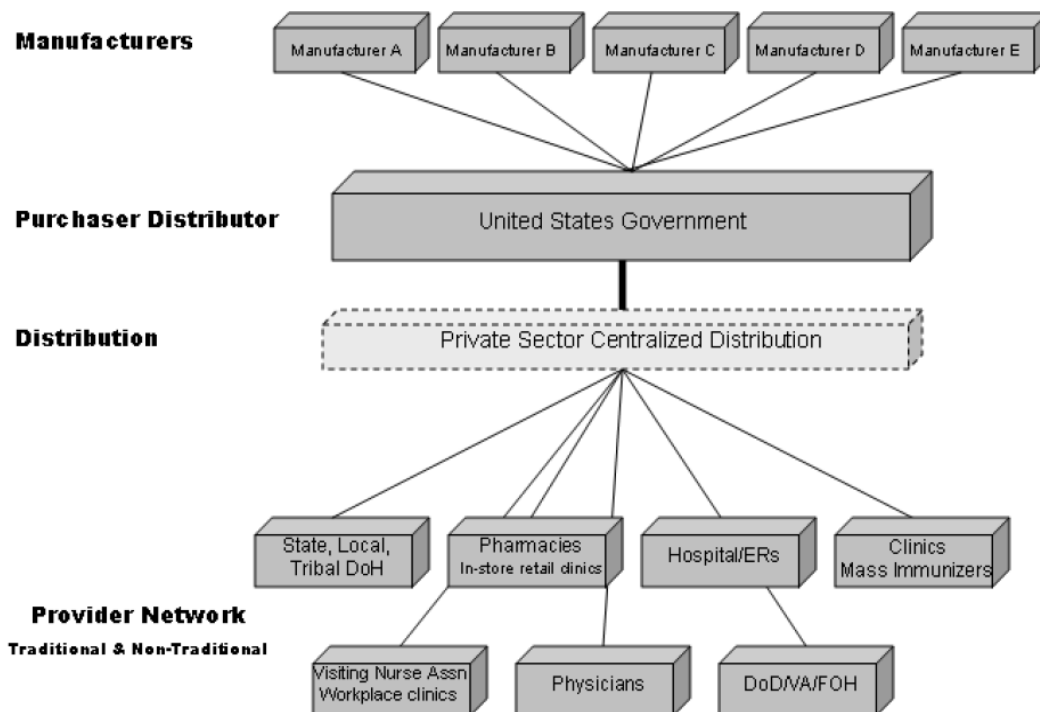 Manufacturers
Manufacturer A
Manufacturer B
Manufacturer C
Manufacturer D
Manufacturer E
Purchaser Distributor
United States Government
Distribution
Private Sector Centralized Distribution
State, Local,
Tribal DoH
Pharmacies
In-store retail clinics
Hospital/ERs
Clinics
Mass Immunizers
Provider Network
Traditional & Non-Traditional
Visiting Nurse Assn
Workplace clinics
Physicians
DoD/VA/FOH